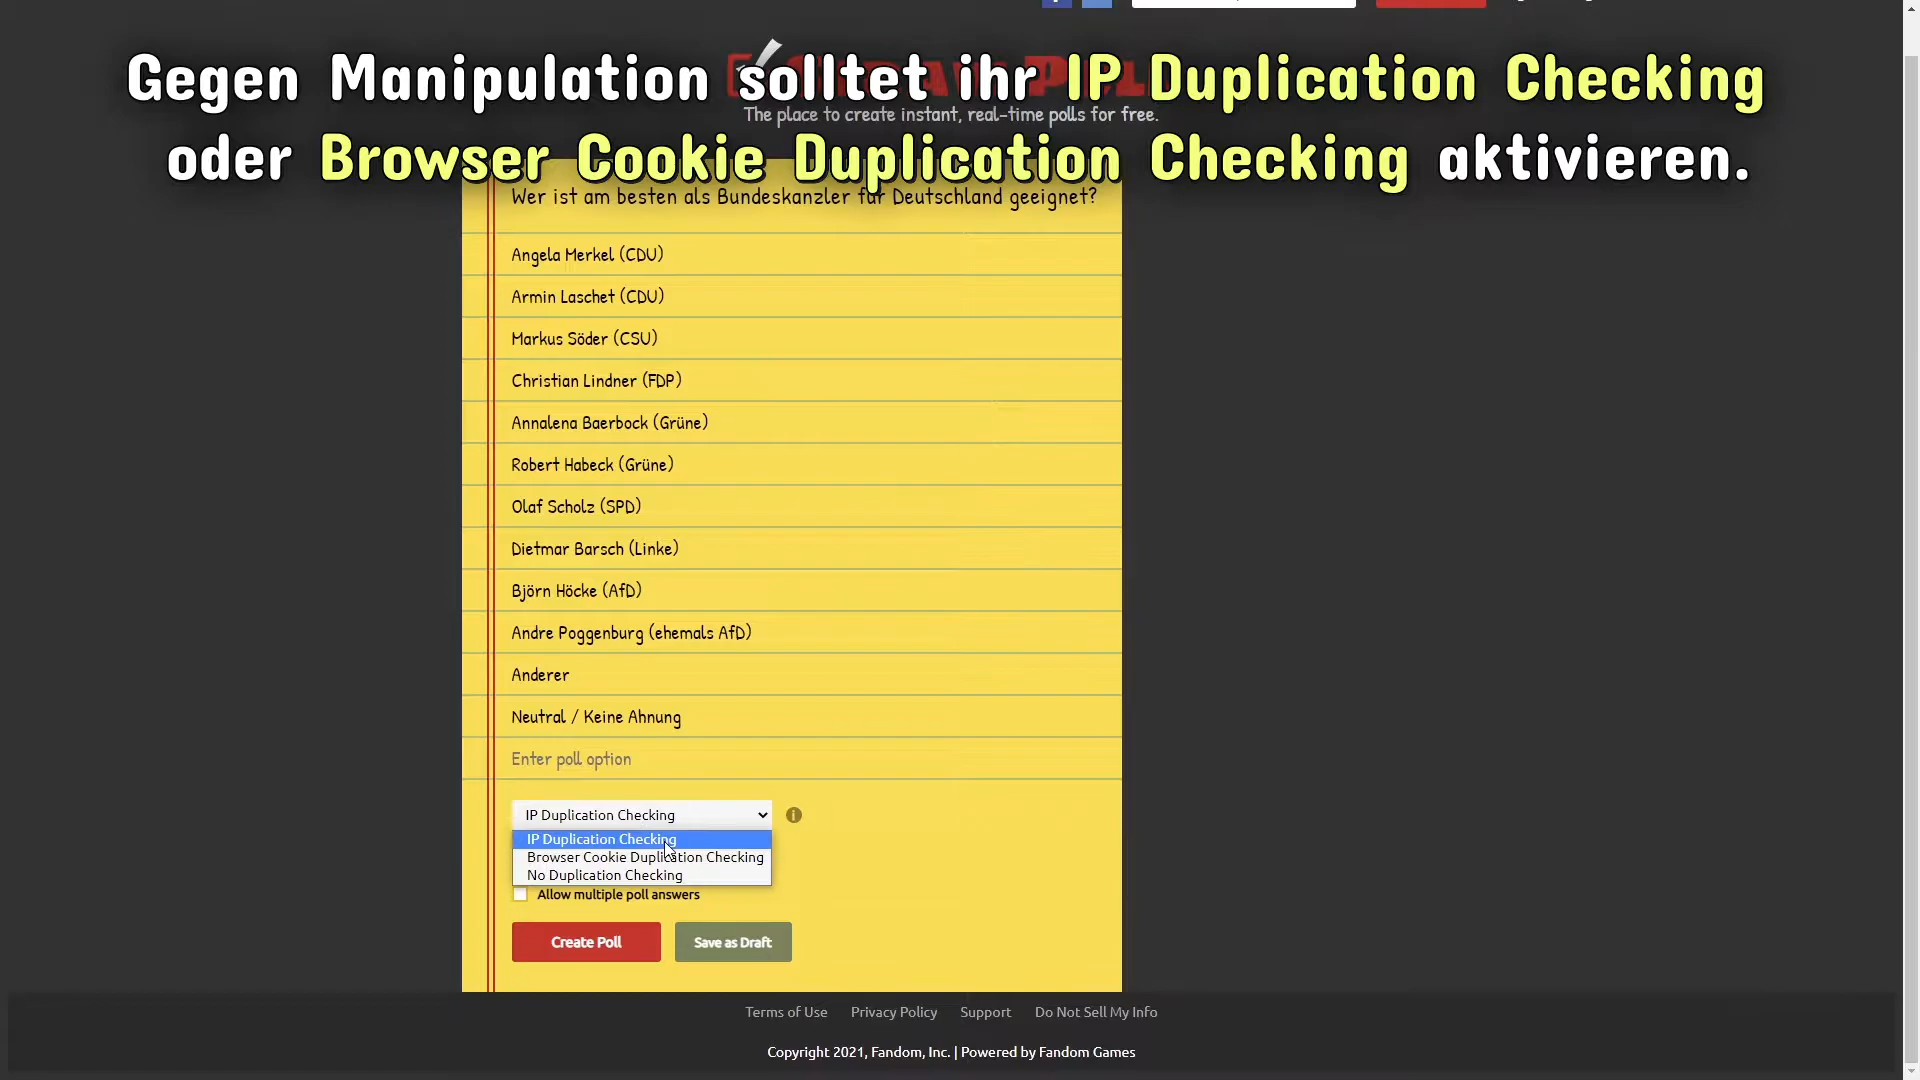 Gegen Manipulation solltet ihr IP Duplication Checking
oder Browser Cookie Duplication Checking aktivieren.
The place to create instant, real-time polls for free.
Wer ist am besten als Bundeskanzler für Deutschland geeignet?
Angela Merkel (CDU)
Armin Laschet (CDU)
Markus Söder (CSU)
Christian Lindner (FDP)
Annalena Baerbock (Grüne)
Robert Habeck (Grüne)
Olaf Scholz (SPD)
Dietmar Barsch (Linke)
Björn Höcke (AfD)
Andre Poggenburg (ehemals AfD)
Anderer
Neutral / Keine Ahnung
Enter poll option
IP Duplication Checking
IP Duplication Checking
Browser Cookie Duplication Checking
No Duplication Checking
Allow multiple poll answers
Create Poll Save as Draft
Terms of Use Privacy Policy Support Do Not Sell My Info
Copyright 2021, Fandom, Inc. | Powered by Fandom Games